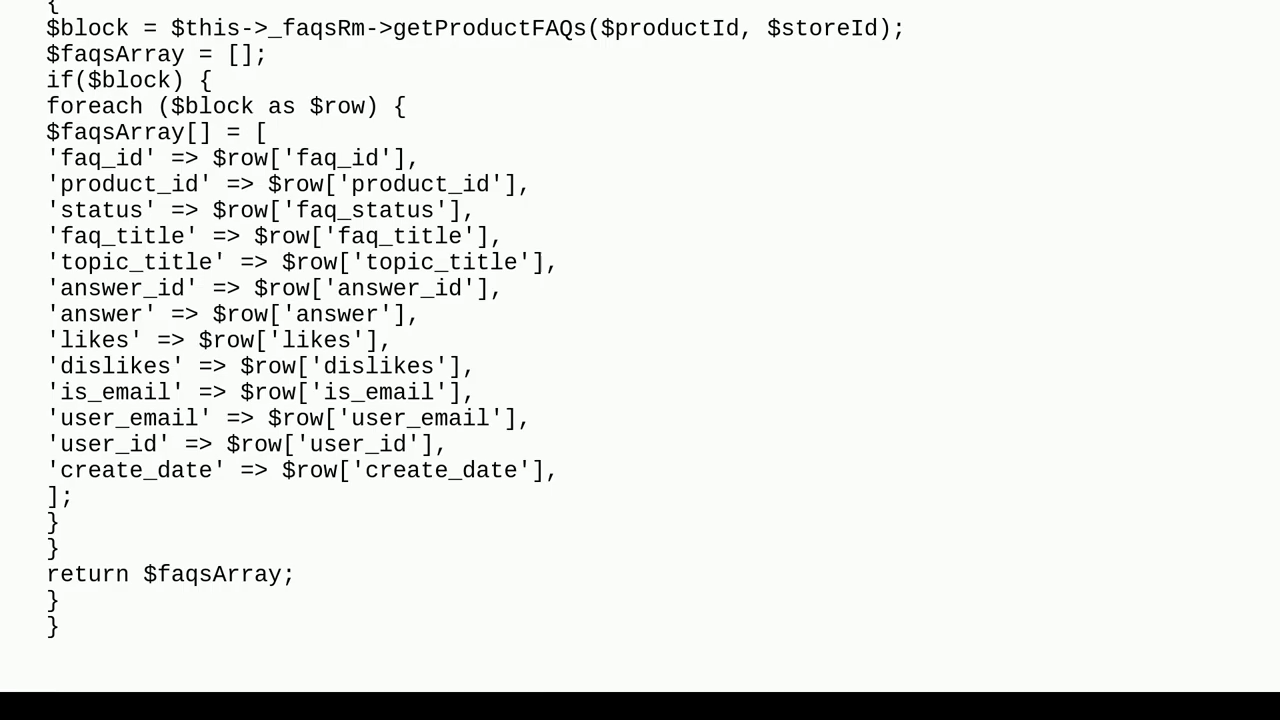 {
$block = $this->_faqsRm->getProductFAQs($productId, $storeId);
$faqsArray = [];
if($block) {
foreach ($block as $row) {
$faqsArray[] = [
'faq_id' => $row['faq_id'],
'product_id' => $row['product_id'],
'status' => $row['faq_status'],
'faq_title' => $row['faq_title'],
'topic_title' => $row['topic_title'],
'answer_id' => $row['answer_id'],
'answer' => $row['answer'],
'likes' => $row['likes'],
'dislikes' => $row['dislikes'],
'is_email' => $row['is_email'],
'user_email' => $row['user_email'],
'user_id' => $row['user_id'],
'create_date' => $row['create_date'],
];
}
}
return $faqsArray;
}
}